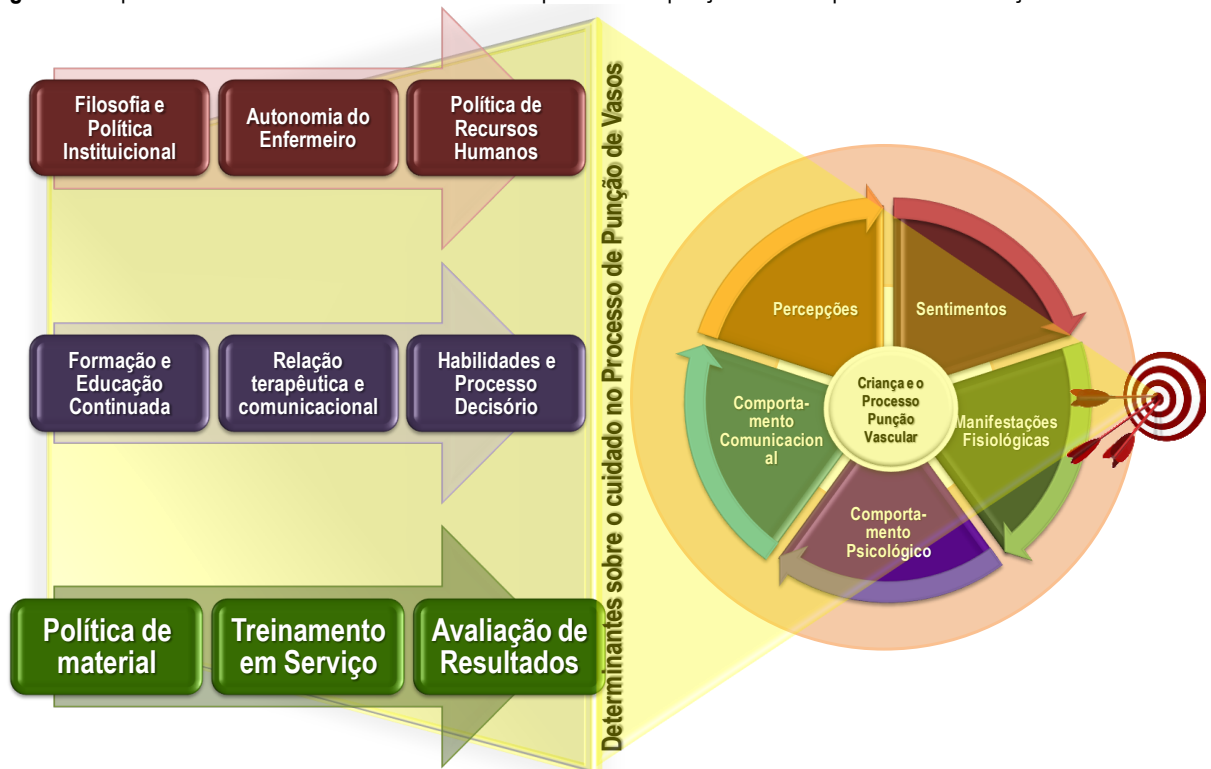 Filosofia e
Política
Instituicional
Autonomia do
Enfermeiro
Política de
Recursos
Humanos
Formação e
Educação
Continuada
Relação
terapêutica e
comunicacional
Habilidades e
Processo
Decisório
Política de
material
Treinamento
em Serviço
Avaliação de
Resultados
Determinantes sobre o cuidado no Processo de Punção de Vasos
Percepções
Sentimentos
Manifestações
Fisiológicas
Comporta-
mento
Psicológico
Comporta-
mento
Comunicacion
al
Criança e o
Processo
Punção
Vascular